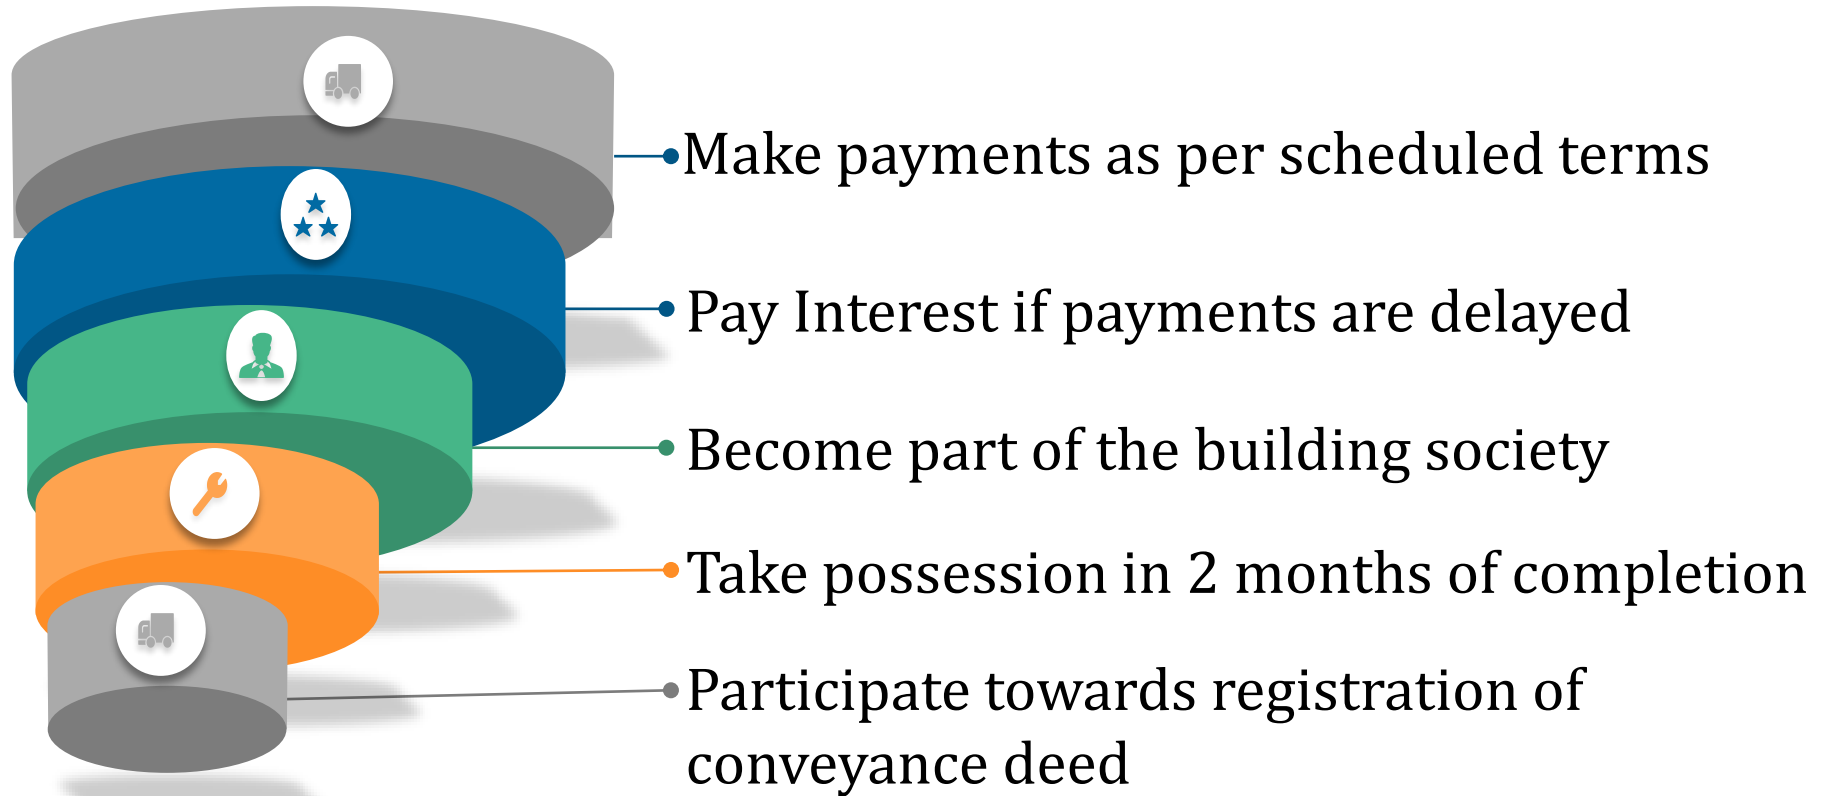 Make payments as per scheduled terms
Pay Interest if payments are delayed
Become part of the building society
Take possession in 2 months of completion
Participate towards registration of
conveyance deed